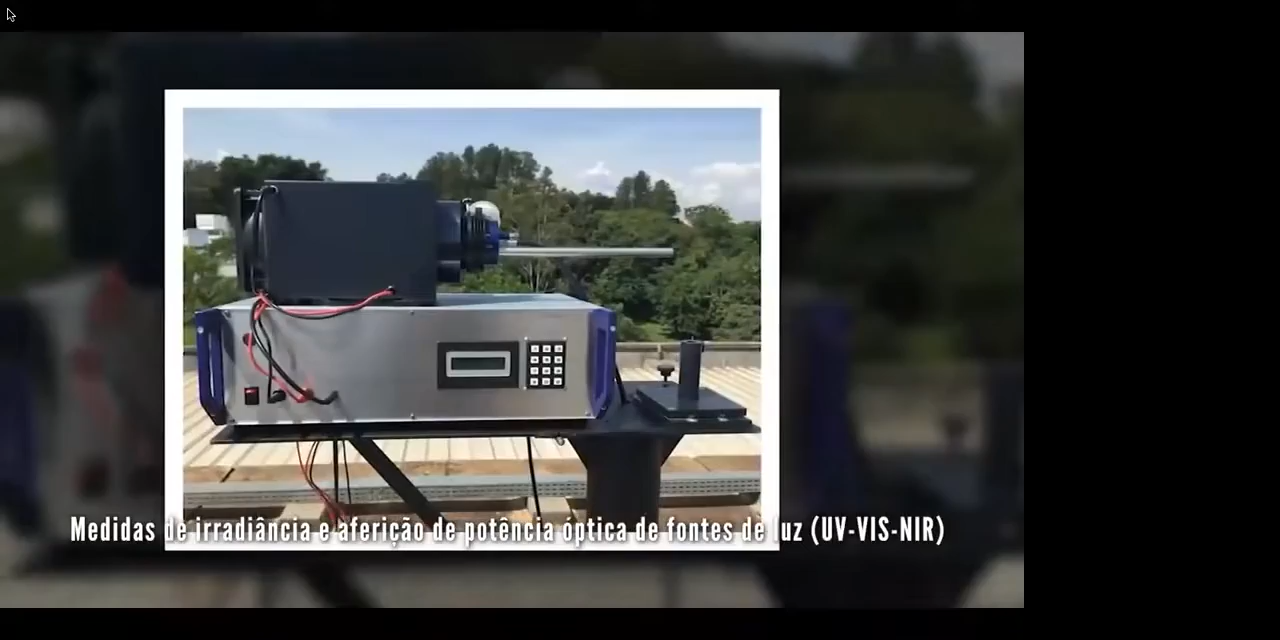 Medidas de irradiância e aferição de potência óptica de fontes de luz (UV-VIS-NIR)